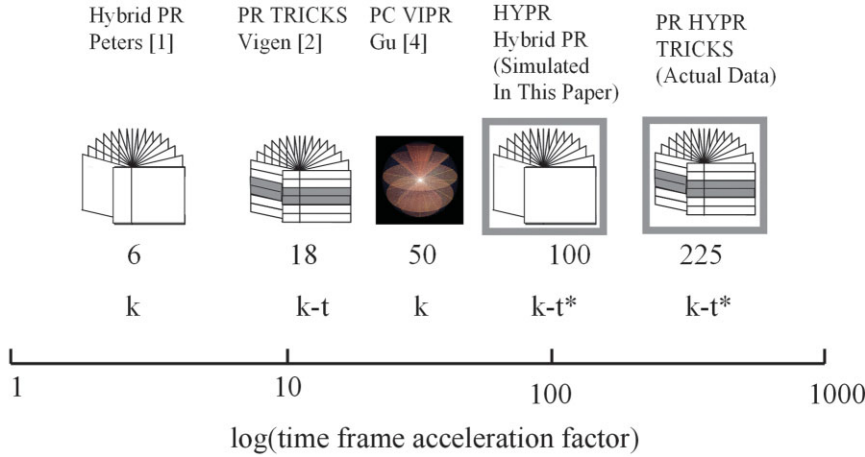 Hybrid PR
Peters [1]
PR TRICKS
Vigen [2]
PC VIPR
Gu [4]
HYPR
Hybrid PR
(Simulated
In This Paper)
PR HYPR
TRICKS
(Actual Data)
6
18
50
100
225
k
k-t
k
k-t*
k-t*
1
10
100
1000
log(time frame acceleration factor)